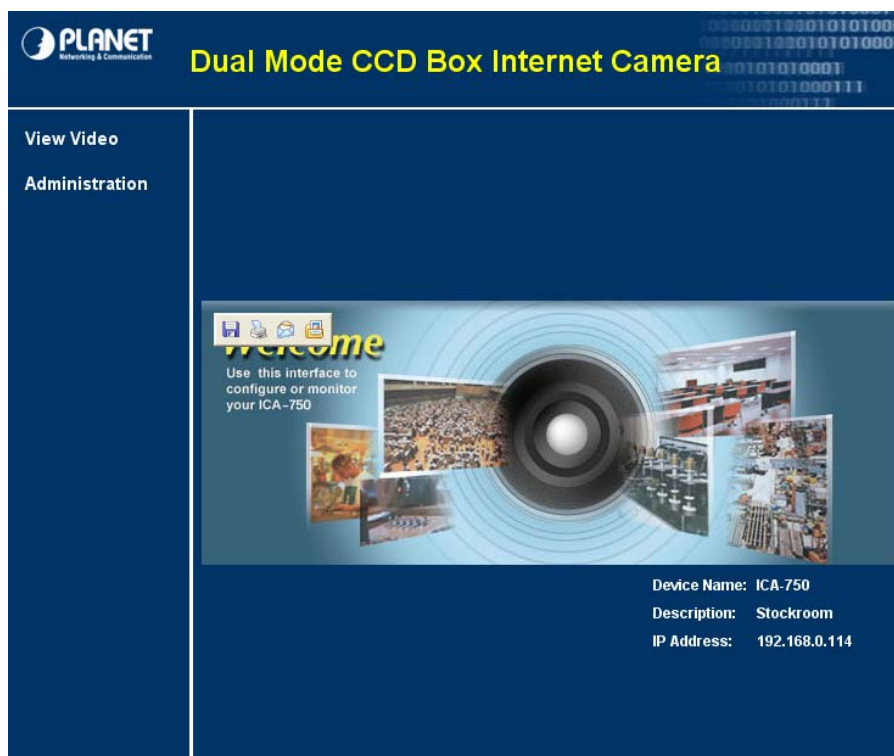 PLANET
Networking & Communication
Dual Mode CCD Box Internet Camera
View Video
Administration
Welcome
Use this interface to
configure or monitor
your ICA-750
Device Name: ICA-750
Description: Stockroom
IP Address: 192.168.0.114